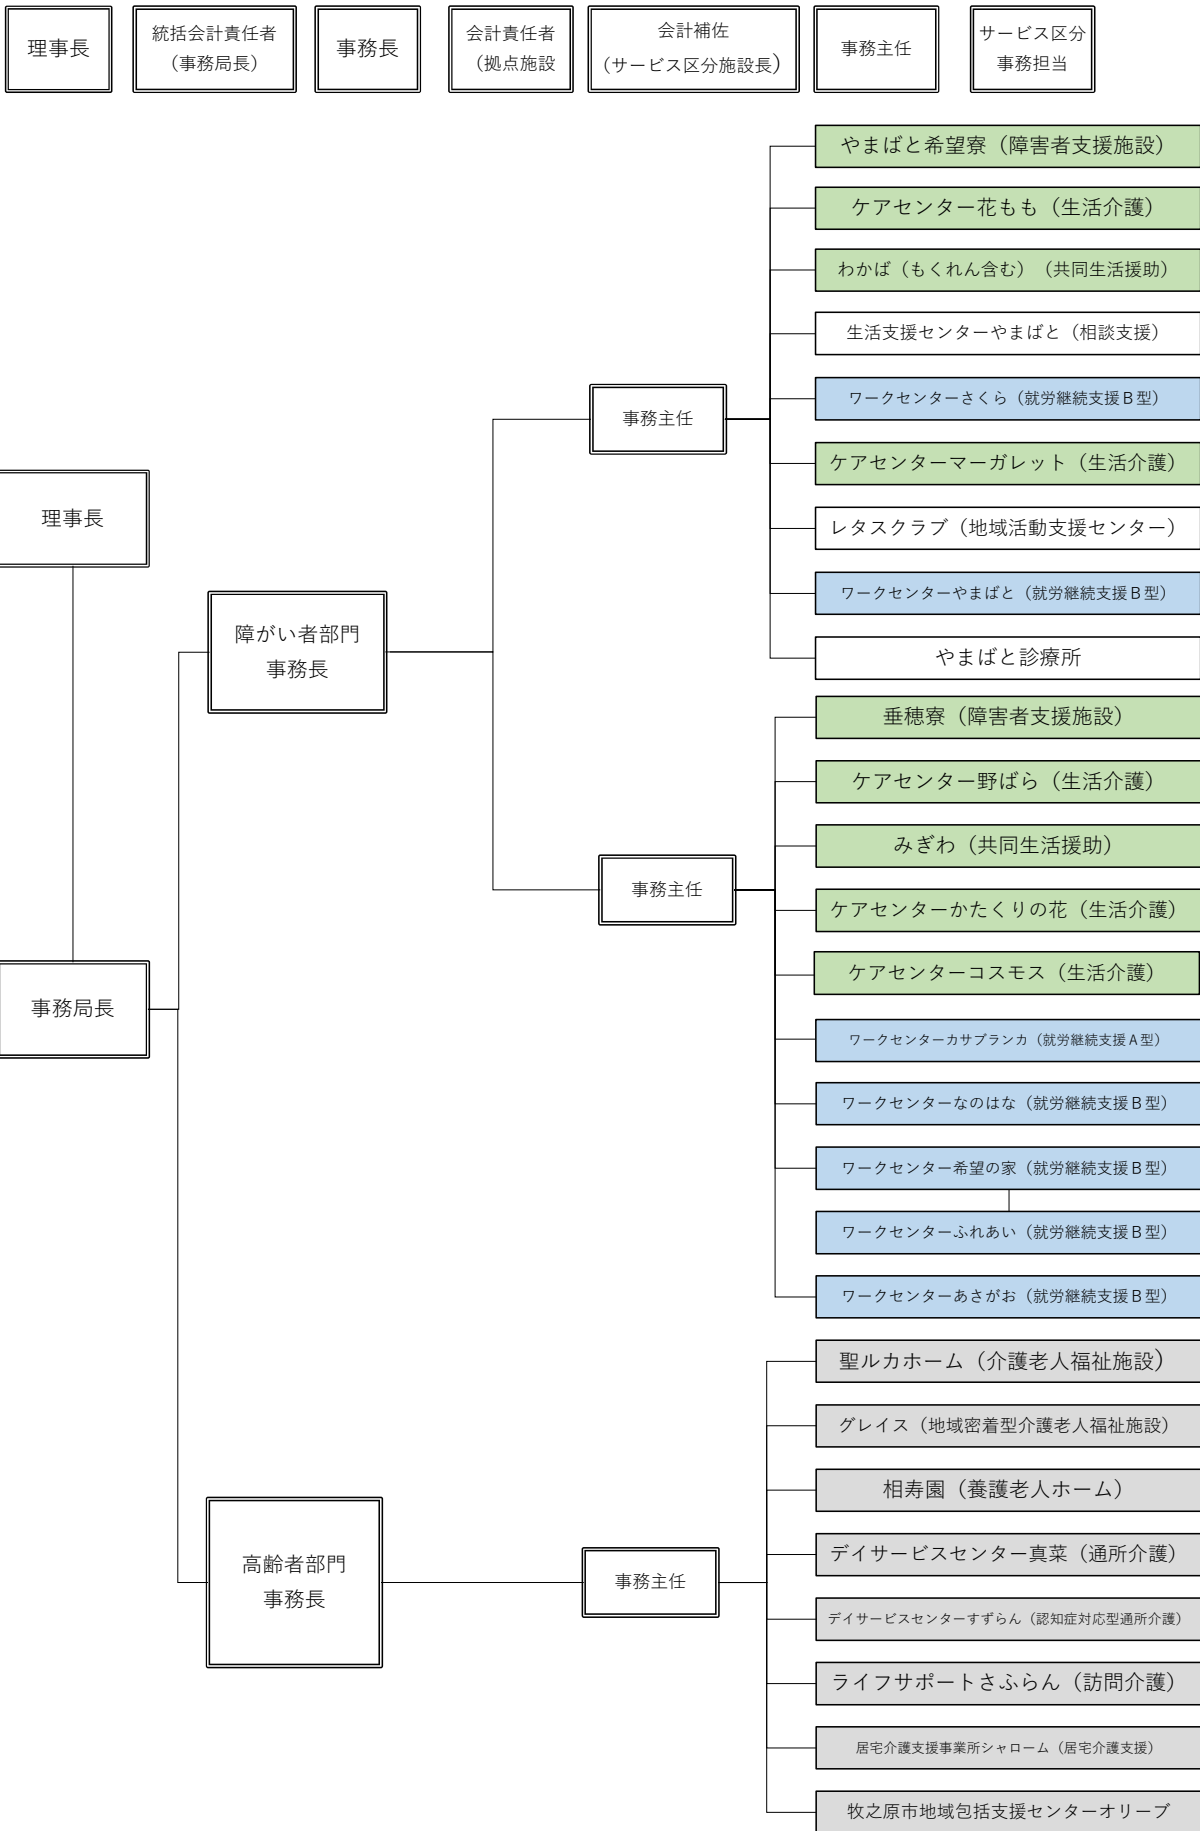 理事長
統括会計責任者
（事務局長）
事務長
会計責任者
（拠点施設
会計補佐
（サービス区分施設長）
事務主任
サービス区分
事務担当
やまばと希望寮（障害者支援施設）
ケアセンター花もも（生活介護）
わかば（もくれん含む）（共同生活援助）
生活支援センターやまばと（相談支援）
ワークセンターさくら（就労継続支援Ｂ型）
事務主任
ケアセンターマーガレット（生活介護）
理事長
レタスクラブ（地域活動支援センター）
ワークセンターやまばと（就労継続支援Ｂ型）
障がい者部門
事務長
やまばと診療所
垂穂寮（障害者支援施設）
ケアセンター野ばら（生活介護）
みぎわ（共同生活援助）
事務主任
ケアセンターかたくりの花（生活介護）
ケアセンターコスモス（生活介護）
事務局長
ワークセンターカサブランカ（就労継続支援Ａ型）
ワークセンターなのはな（就労継続支援Ｂ型）
ワークセンター希望の家（就労継続支援Ｂ型）
ワークセンターふれあい（就労継続支援Ｂ型）
ワークセンターあさがお（就労継続支援Ｂ型）
聖ルカホーム（介護老人福祉施設）
グレイス（地域密着型介護老人福祉施設）
相寿園（養護老人ホーム）
デイサービスセンター真菜（通所介護）
高齢者部門
事務長
事務主任
デイサービスセンターすずらん（認知症対応型通所介護）
ライフサポートさふらん（訪問介護）
居宅介護支援事業所シャローム（居宅介護支援）
牧之原市地域包括支援センターオリーブ